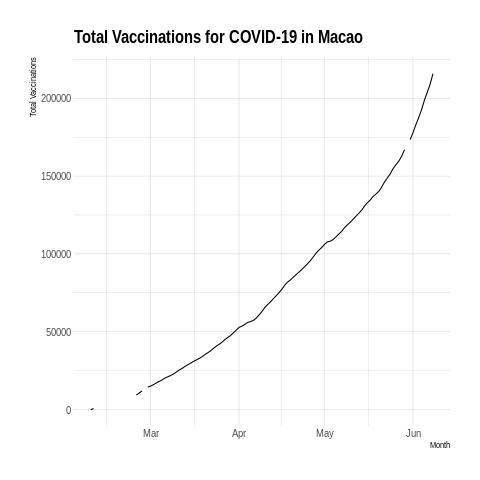 Total Vaccinations for COVID-19 in Macao
Total Vaccinations
200000
150000
100000
50000
0
Mar Apr May Jun
Month